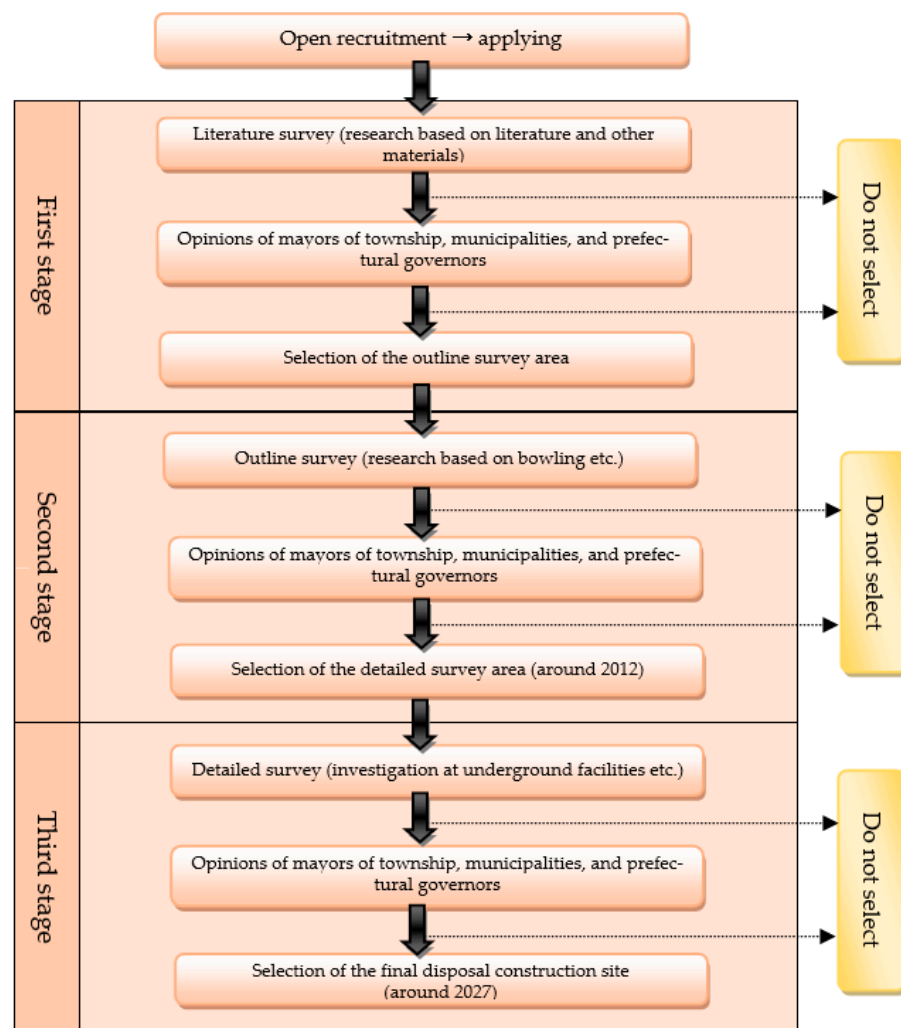 Open recruitment → applying
First stage
Literature survey (research based on literature and other
materials)
Do not select
Opinions of mayors of township, municipalities, and prefec-
tural governors
Selection of the outline survey area
Second stage
Outline survey (research based on bowling etc.)
Do not select
Opinions of mayors of township, municipalities, and prefec-
tural governors
Selection of the detailed survey area (around 2012)
Third stage
Detailed survey (investigation at underground facilities etc.)
Do not select
Opinions of mayors of township, municipalities, and prefec-
tural governors
Selection of the final disposal construction site
(around 2027)